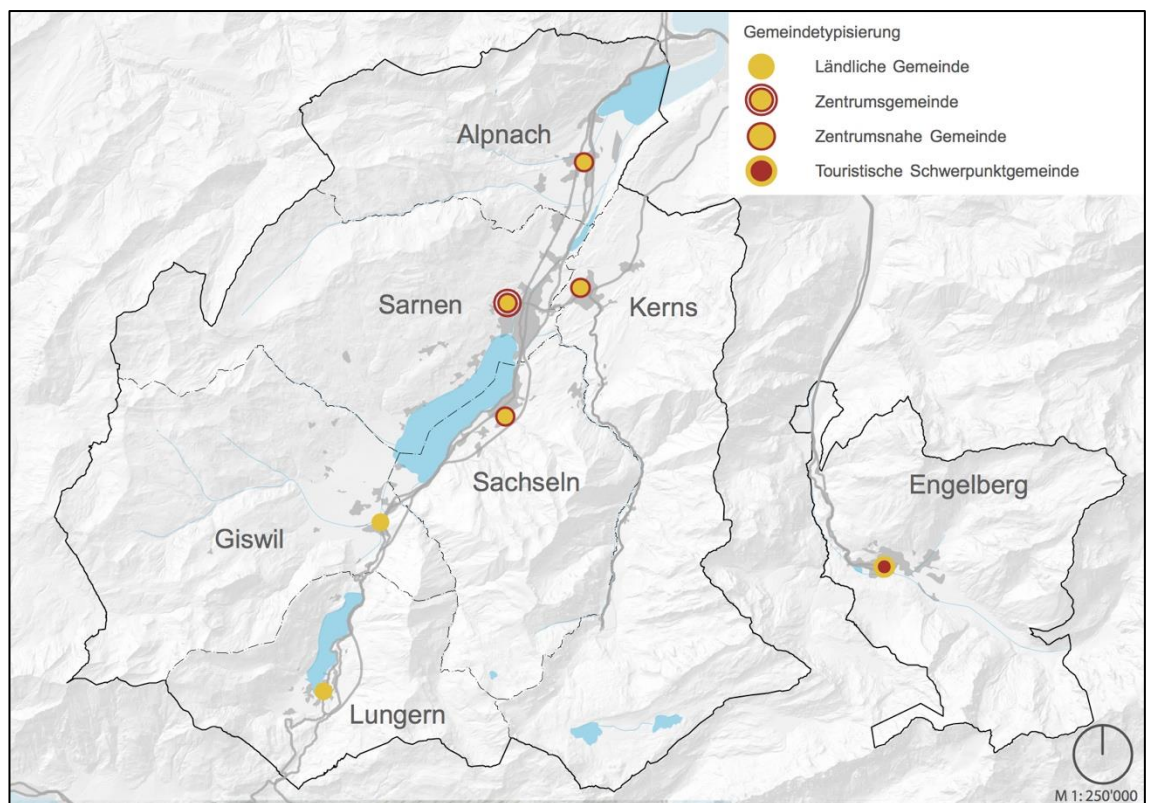 Gemeindetypisierung
Ländliche Gemeinde
Zentrumsgemeinde
Zentrumsnahe Gemeinde
Touristische Schwerpunktgemeinde
Alpnach
Sarnen
Kerns
Sachseln
Engelberg
Giswil
Lungern
M 1: 250'000